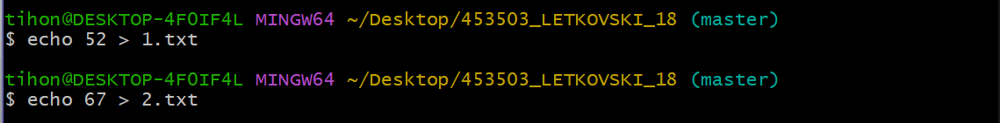 tihon@DESKTOP-4F0IF4L MINGW64 ~/Desktop/453503_LETKOVSKI_18 (master)
$ echo 52 > 1.txt
tihon@DESKTOP-4F0IF4L MINGW64 ~/Desktop/453503_LETKOVSKI_18 (master)
$ echo 67 > 2.txt